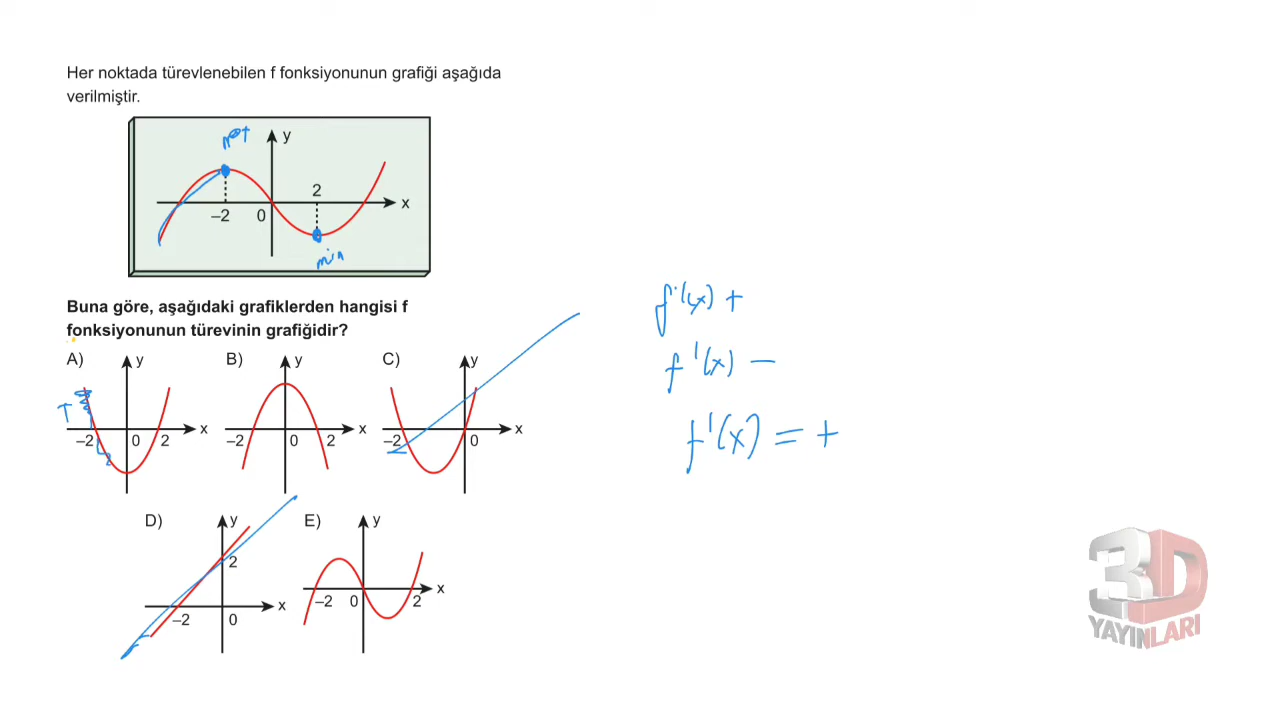 Her noktada türevlenebilen f fonksiyonunun grafiği aşağıda
verilmiştir.
y
2
–2
0
x
min
Buna göre, aşağıdaki grafiklerden hangisi f
fonksiyonunun türevinin grafiğidir?
A)
y
–2
0
2
x
B)
y
–2
0
2
x
C)
y
–2
0
x
D)
y
2
–2
0
x
E)
y
–2
0
2
x
f'(x) +
f'(x) –
f'(x) = +
3D
YAYINLARI